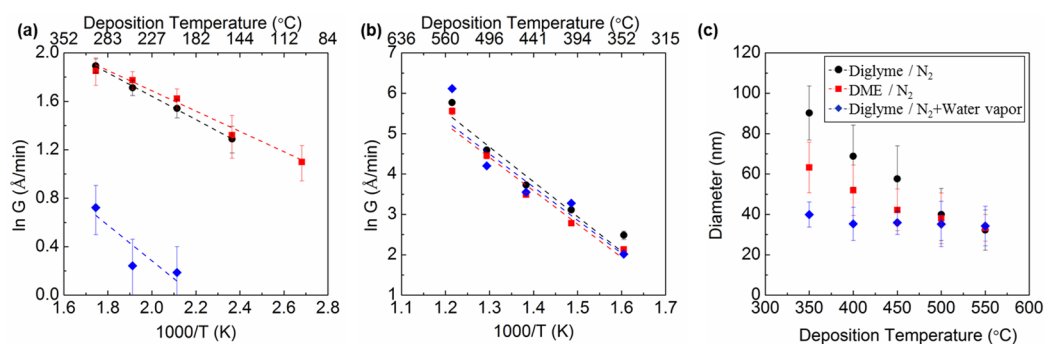 (a)
Deposition Temperature (°C)
352 283 227 182 144 112 84
2.0
1.6
1.2
0.8
0.4
0.0
ln G (Å/min)
1.6 1.8 2.0 2.2 2.4 2.6 2.8
1000/T (K)
(b)
Deposition Temperature (°C)
636 560 496 441 394 352 315
7
6
5
4
3
2
1
ln G (Å/min)
1.2 1.3 1.4 1.5 1.6 1.7
1000/T (K)
(c)
120
100
80
60
40
20
0
Diameter (nm)
Diglyme / N₂
DME / N₂
Diglyme / N₂+Water vapor
300 350 400 450 500 550 600
Deposition Temperature (°C)